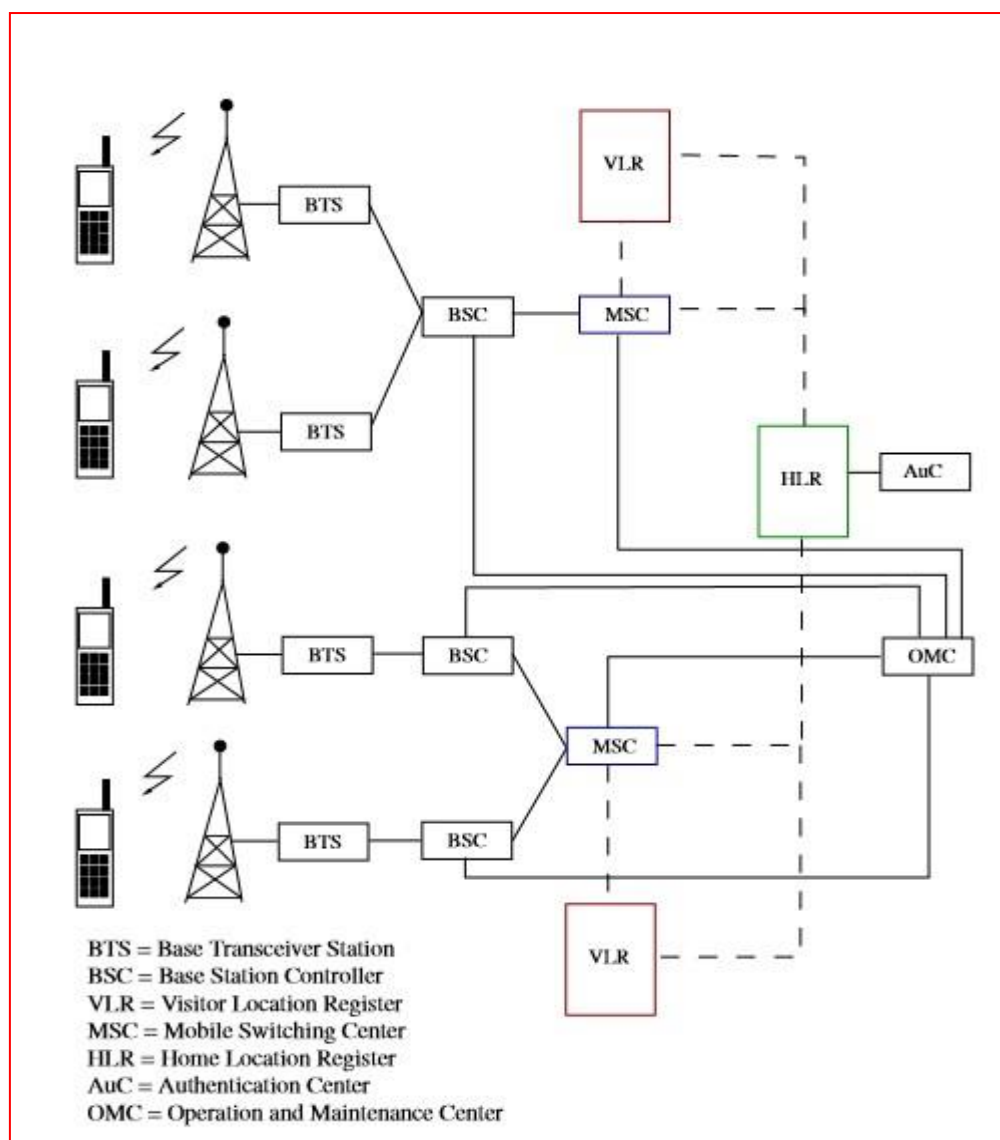 VLR
BTS
BSC
MSC
BTS
HLR
AuC
BTS
BSC
OMC
MSC
BTS
BSC
VLR
BTS = Base Transceiver Station
BSC = Base Station Controller
VLR = Visitor Location Register
MSC = Mobile Switching Center
HLR = Home Location Register
AuC = Authentication Center
OMC = Operation and Maintenance Center